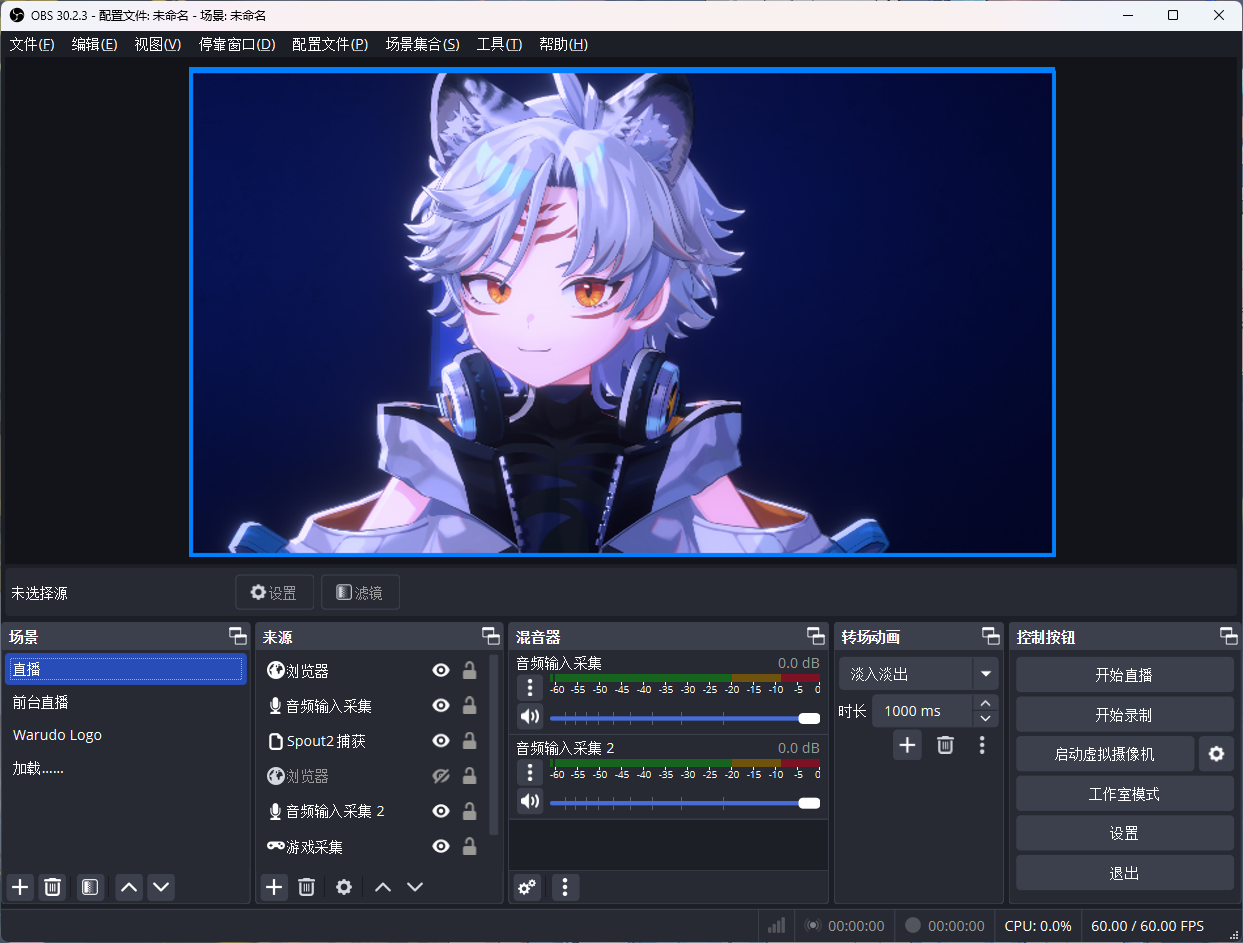 OBS 30.2.3 - 配置文件: 未命名 - 场景: 未命名
文件(F) 编辑(E) 视图(V) 停靠窗口(D) 配置文件(P) 场景集合(S) 工具(T) 帮助(H)
未选择源 设置 滤镜
场景
直播
前台直播
Warudo Logo
加载......
来源
浏览器
音频输入采集
Spout2 捕获
浏览器
音频输入采集 2
游戏采集
混音器
音频输入采集 0.0 dB
-60 -55 -50 -45 -40 -35 -30 -25 -20 -15 -10 -5 0
音频输入采集 2 0.0 dB
-60 -55 -50 -45 -40 -35 -30 -25 -20 -15 -10 -5 0
转场动画
淡入淡出
时长 1000 ms
控制按钮
开始直播
开始录制
启动虚拟摄像机
工作室模式
设置
退出
00:00:00 00:00:00 CPU: 0.0% 60.00 / 60.00 FPS